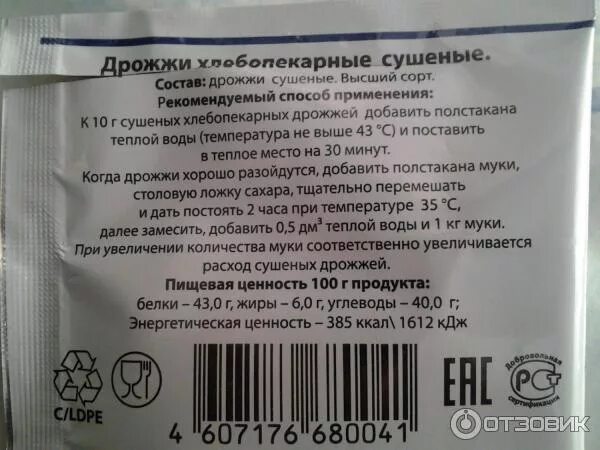 Дрожжи хлебопекарные сушеные.
Состав: дрожжи сушеные. Высший сорт.
Рекомендуемый способ применения:
К 10 г сушеных хлебопекарных дрожжей добавить полстакана
теплой воды (температура не выше 43 °С) и поставить
в теплое место на 30 минут.
Когда дрожжи хорошо разойдутся, добавить полстакана муки,
столовую ложку сахара, тщательно перемешать
и дать постоять 2 часа при температуре 35 °С,
далее замесить, добавить 0,5 дм³ теплой воды и 1 кг муки.
При увеличении количества муки соответственно увеличивается
расход сушеных дрожжей.
Пищевая ценность 100 г продукта:
белки – 43,0 г, жиры – 6,0 г, углеводы – 40,0 г;
Энергетическая ценность – 385 ккал\ 1612 кДж
C/LDPE
4 607176 680041
ЕАС
Добровольная
РСТ
сертификация
ОТЗОВИК